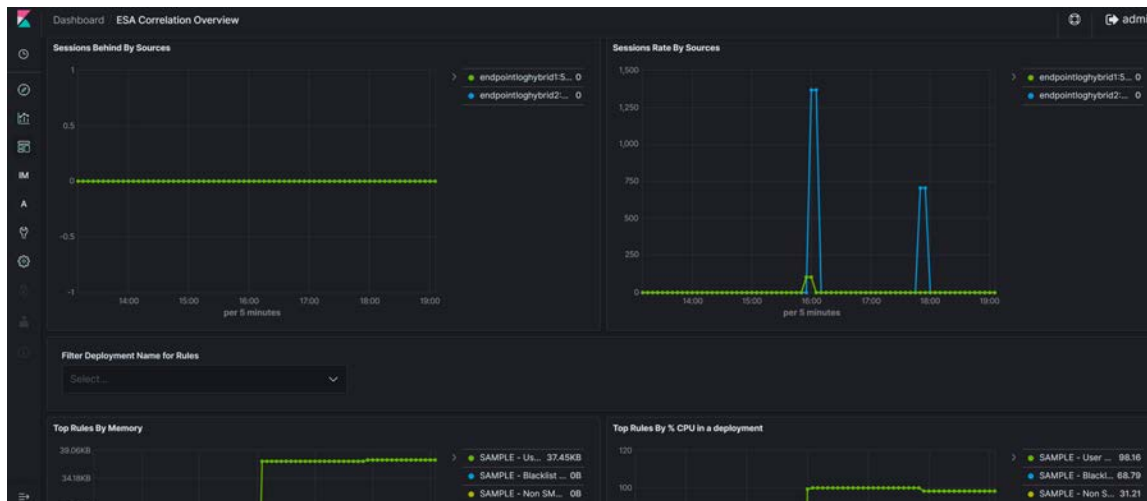 Dashboard / ESA Correlation Overview
admi
Sessions Behind By Sources
1
0.5
0
-0.5
-1
14:00 15:00 16:00 17:00 18:00 19:00
per 5 minutes
endpointloghybrid1:5... 0
endpointloghybrid2:... 0
Sessions Rate By Sources
1,500
1,250
1,000
750
500
250
0
14:00 15:00 16:00 17:00 18:00 19:00
per 5 minutes
endpointloghybrid1:5... 0
endpointloghybrid2:... 0
IM
A
Filter Deployment Name for Rules
Select...
Top Rules By Memory
39.06KB
34.18KB
SAMPLE - Us... 37.45KB
SAMPLE - Blacklist ... 0B
SAMPLE - Non SM... 0B
Top Rules By % CPU in a deployment
120
100
SAMPLE - User ... 98.16
SAMPLE - Blackl... 68.79
SAMPLE - Non S... 31.21